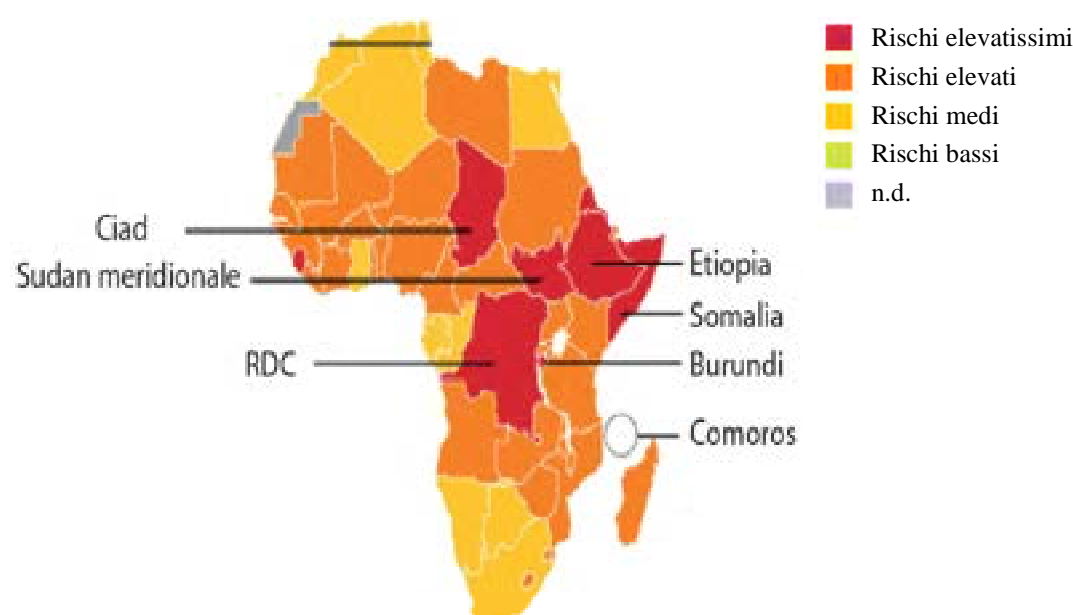 Rischi elevatissimi
Rischi elevati
Rischi medi
Rischi bassi
n.d.
Ciad
Sudan meridionale
RDC
Etiopia
Somalia
Burundi
Comoros